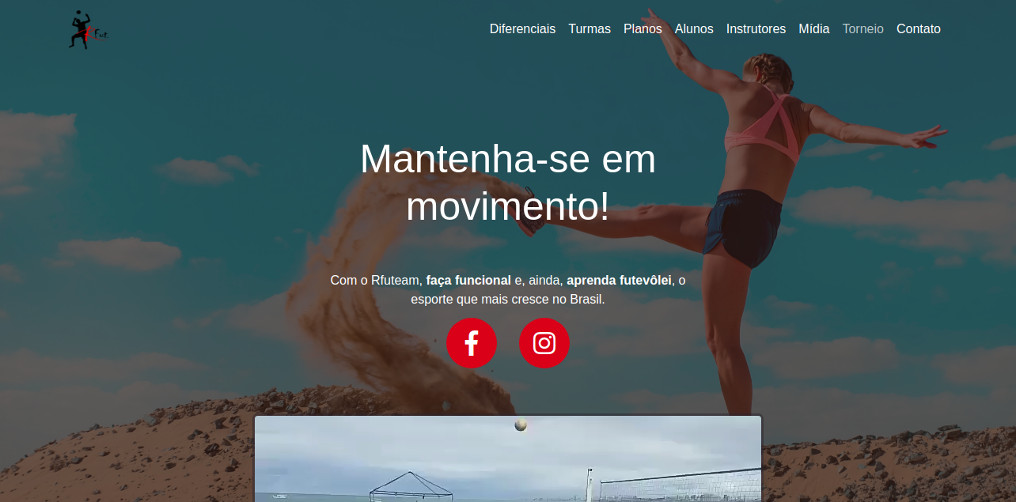 Diferenciais Turmas Planos Alunos Instrutores Mídia Torneio Contato
Mantenha-se em
movimento!
Com o Rfuteam, faça funcional e, ainda, aprenda futevôlei, o
esporte que mais cresce no Brasil.